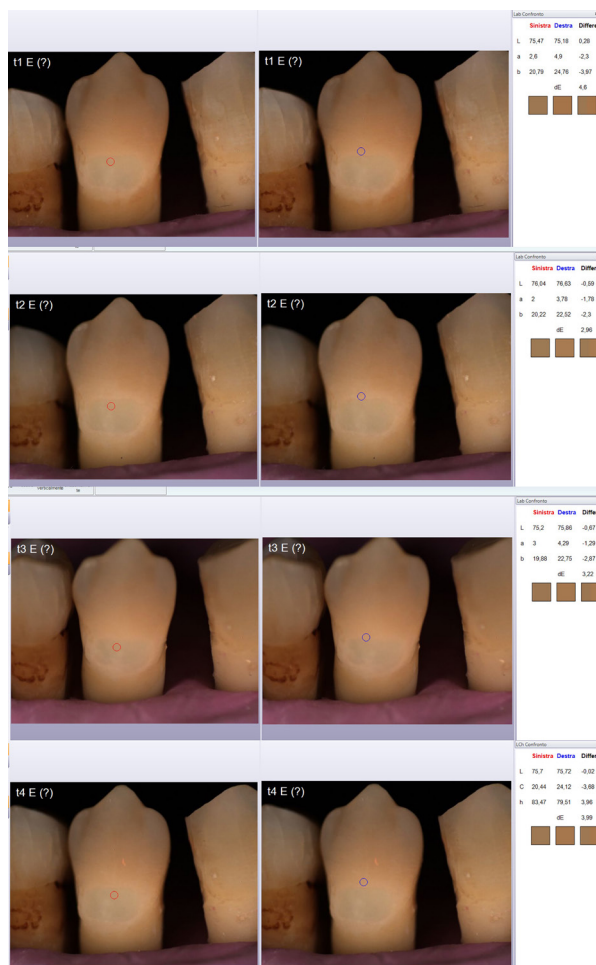 Lab Confronto
Sinistra Destra Differe
t1 E (?) t1 E (?)
L 75,47 75,18 0,28
a 2,6 4,9 -2,3
b 20,79 24,76 -3,97
dE 4,6
Lab Confronto
Sinistra Destra Differe
t2 E (?) t2 E (?)
L 76,04 76,63 -0,59
a 2 3,78 -1,78
b 20,22 22,52 -2,3
dE 2,96
Verticalmente
Lab Confronto
Sinistra Destra Differe
t3 E (?) t3 E (?)
L 75,2 75,86 -0,67
a 3 4,29 -1,29
b 19,88 22,75 -2,87
dE 3,22
LCh Confronto
Sinistra Destra Differe
t4 E (?) t4 E (?)
L 75,7 75,72 -0,02
C 20,44 24,12 -3,68
h 83,47 79,51 3,96
dE 3,99